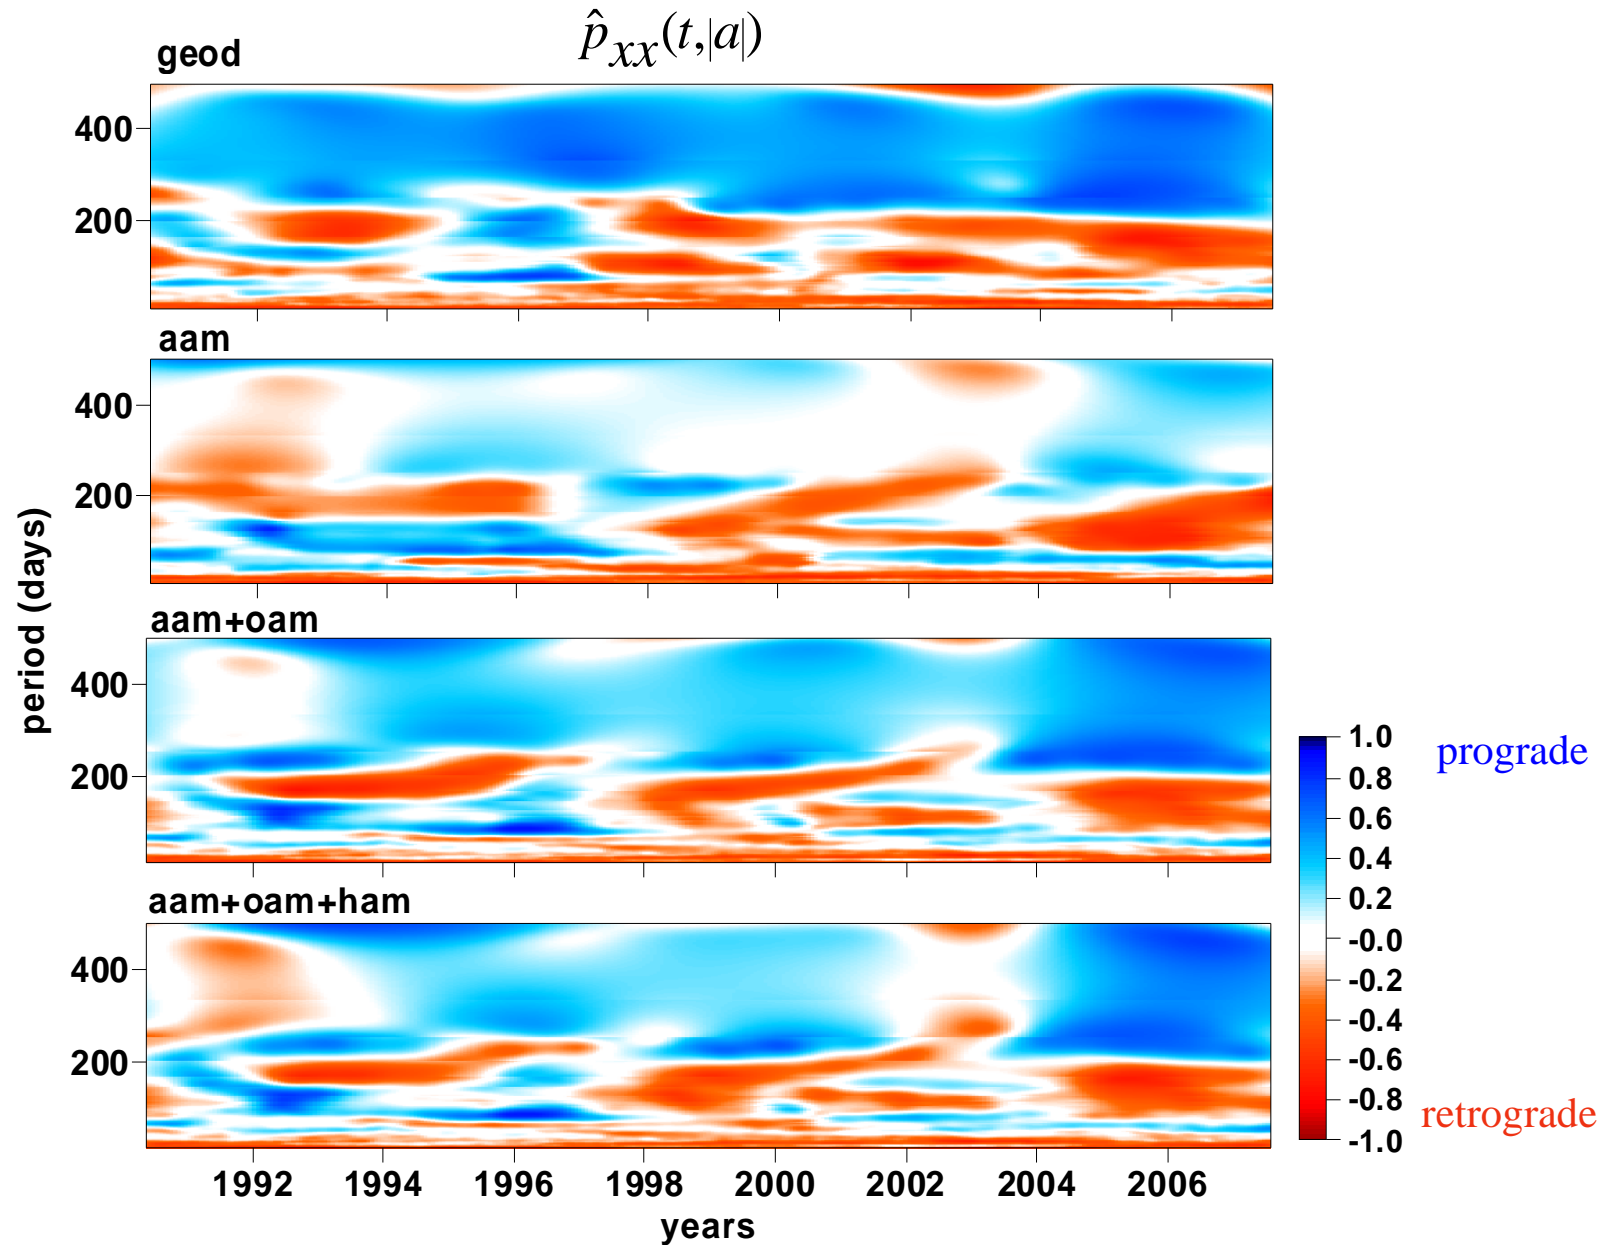 p̂xx(t,|a|)
geod
400
200
aam
400
200
aam+oam
400
200
aam+oam+ham
400
200
period (days)
1992 1994 1996 1998 2000 2002 2004 2006
years
1.0
0.8
0.6
0.4
0.2
-0.0
-0.2
-0.4
-0.6
-0.8
-1.0
prograde
retrograde